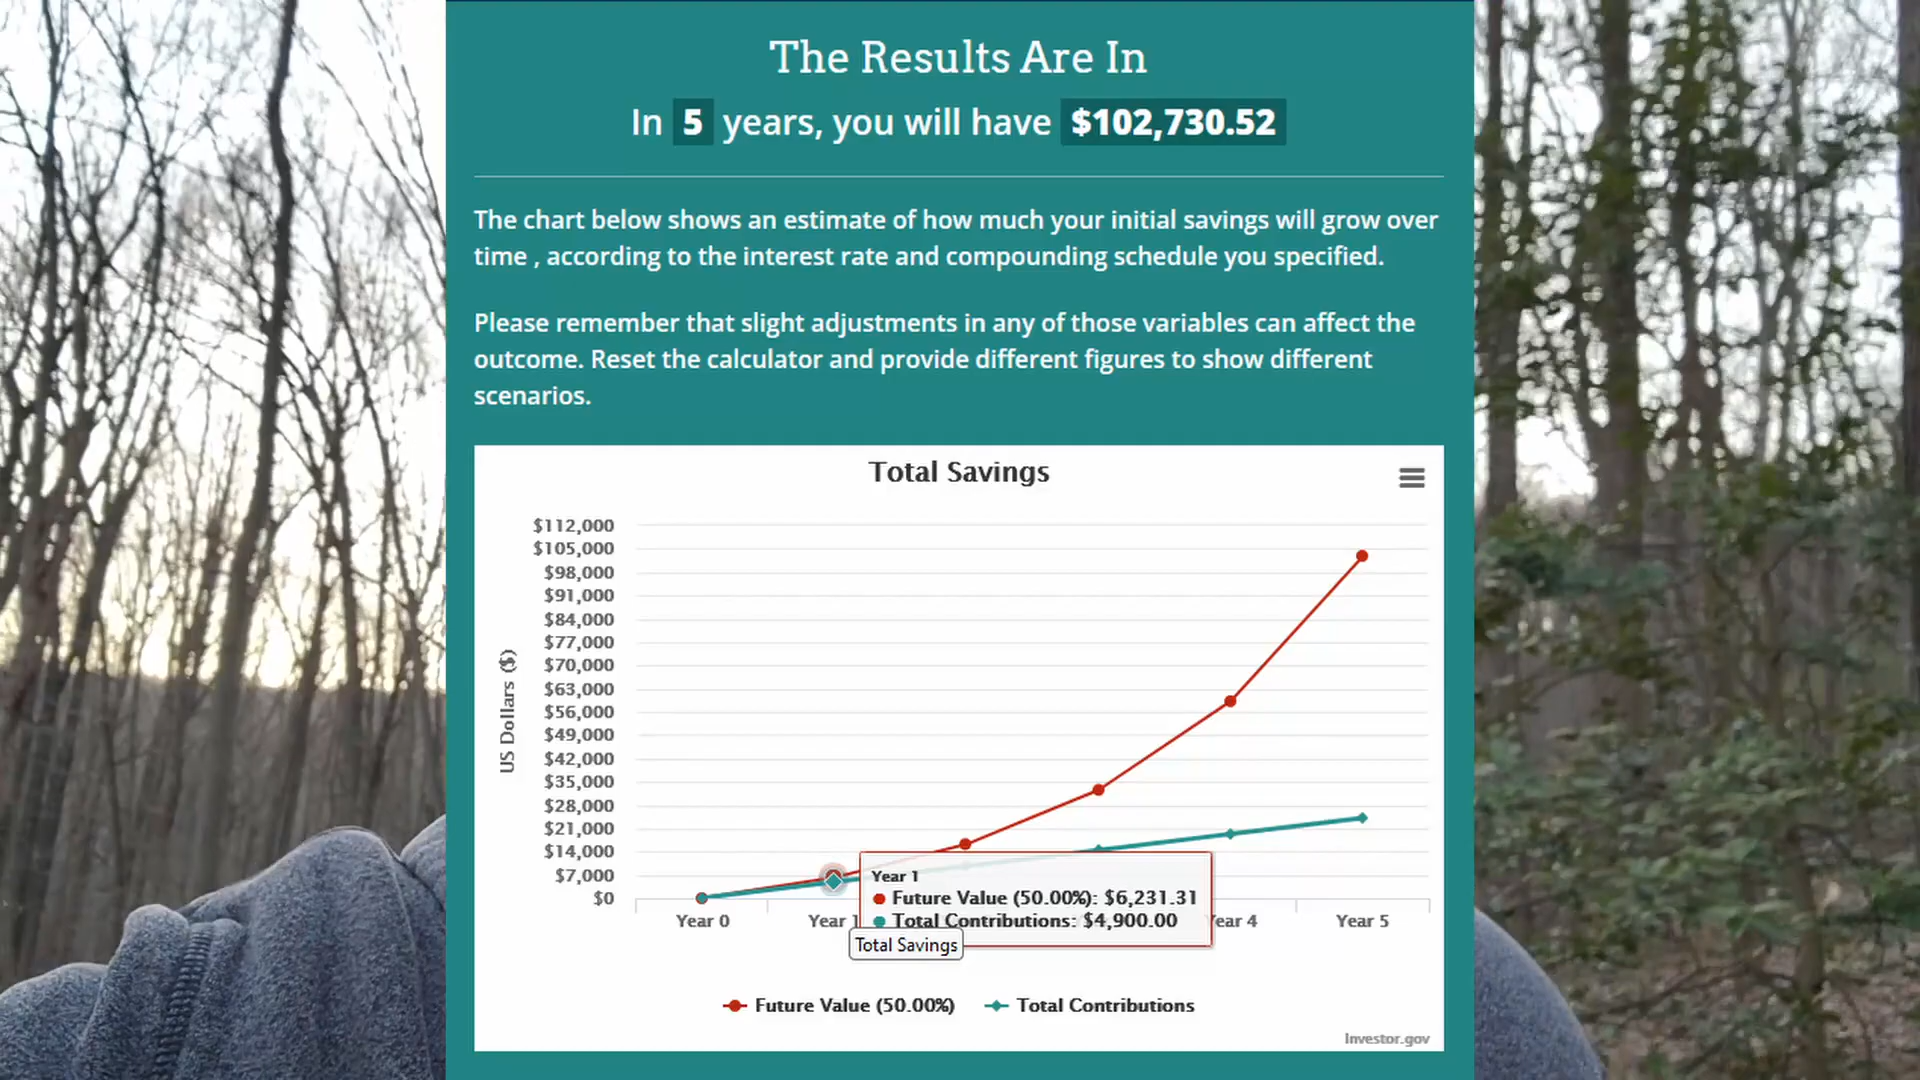 The Results Are In
In 5 years, you will have $102,730.52
The chart below shows an estimate of how much your initial savings will grow over
time , according to the interest rate and compounding schedule you specified.
Please remember that slight adjustments in any of those variables can affect the
outcome. Reset the calculator and provide different figures to show different
scenarios.
Total Savings
$112,000
$105,000
$98,000
$91,000
$84,000
$77,000
$70,000
$63,000
$56,000
$49,000
$42,000
$35,000
$28,000
$21,000
$14,000
$7,000
$0
US Dollars ($)
Year 1
Future Value (50.00%): $6,231.31
Total Contributions: $4,900.00
Year 0
Year 1
Year 4
Year 5
Total Savings
Future Value (50.00%)
Total Contributions
Investor.gov